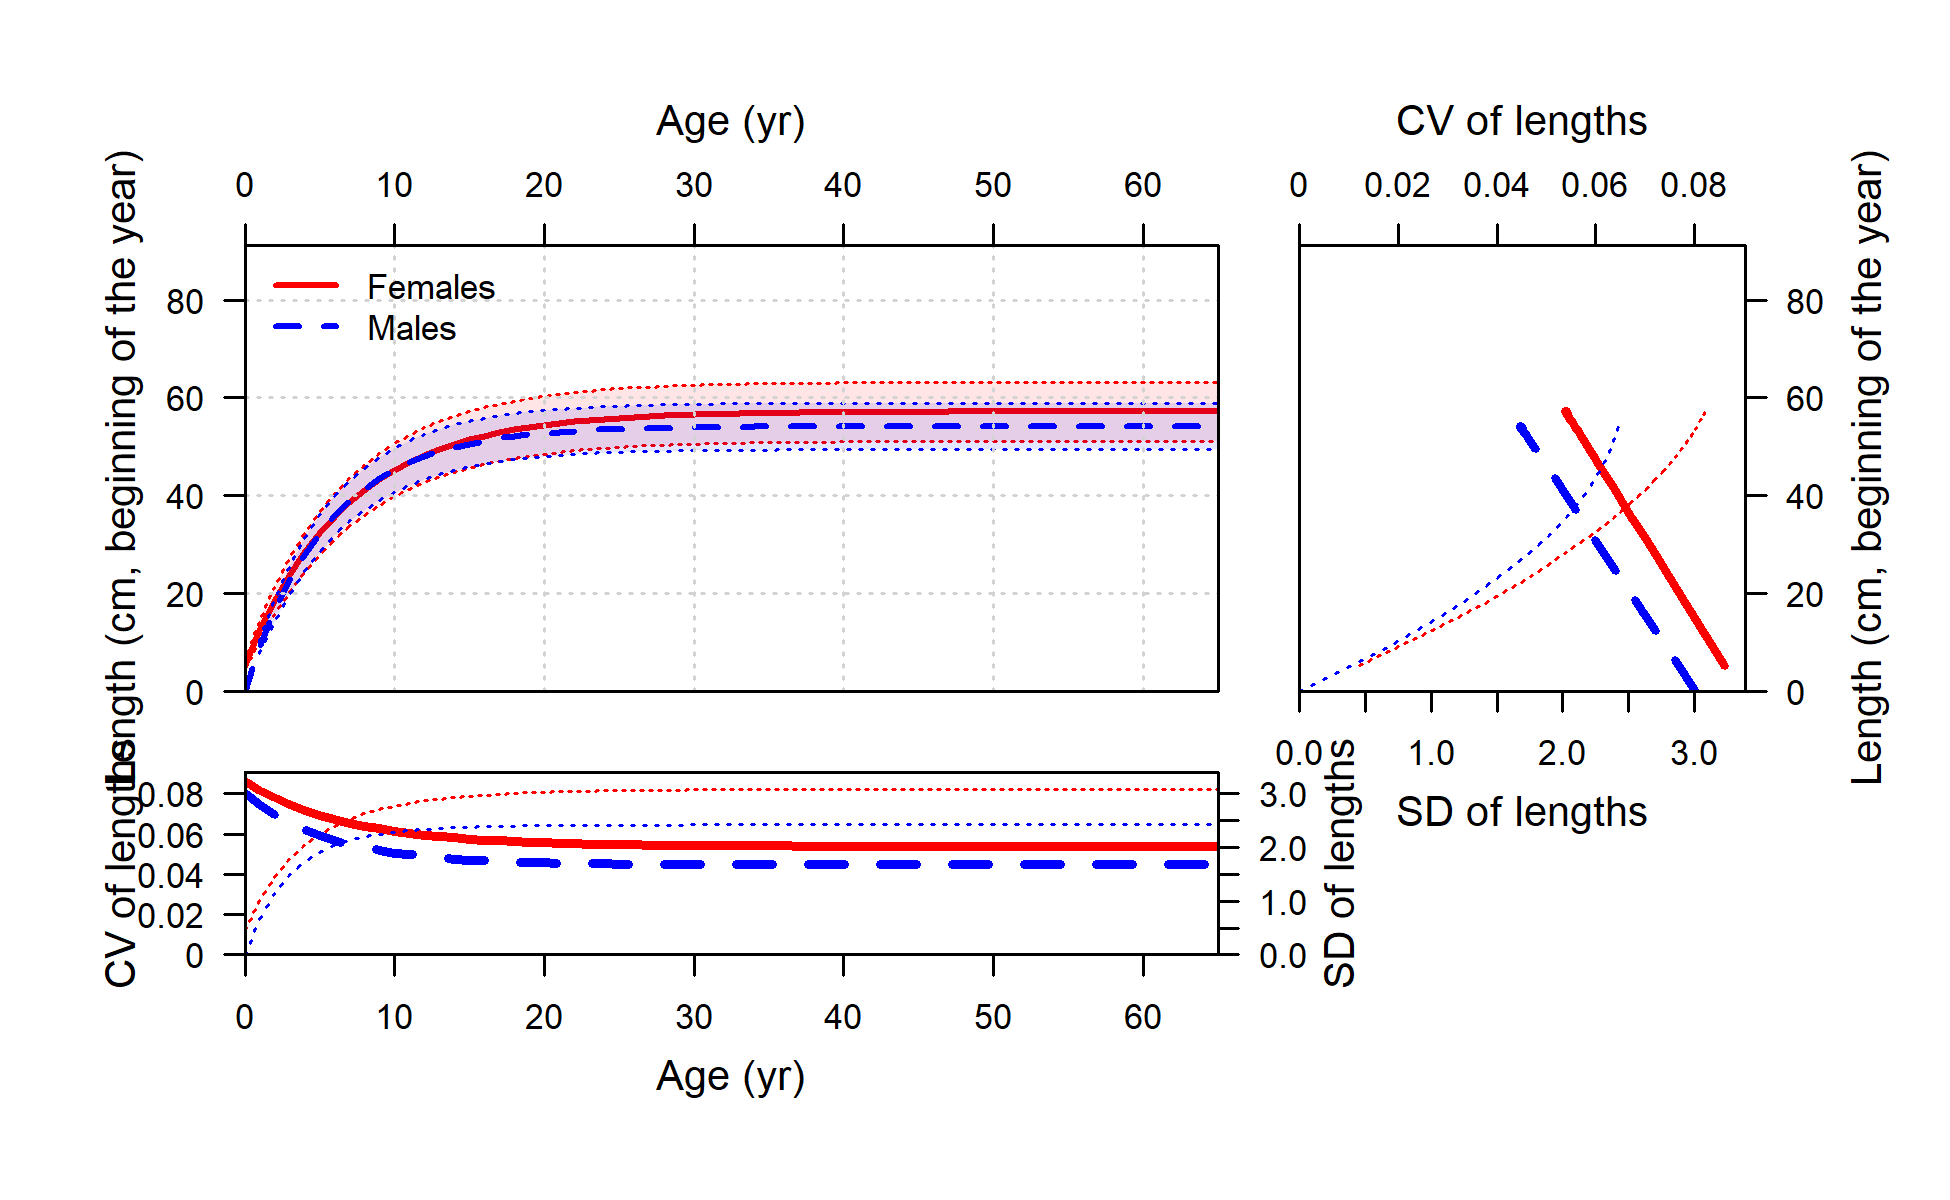 Age (yr)
CV of lengths
0 10 20 30 40 50 60
0 0.02 0.04 0.06 0.08
Length (cm, beginning of the year)
80
60
40
20
0
Females
Males
80
60
40
20
0
Length (cm, beginning of the year)
0.0 1.0 2.0 3.0
SD of lengths
CV of lengths
0.08
0.06
0.04
0.02
0
3.0
2.0
1.0
0.0
SD of lengths
0 10 20 30 40 50 60
Age (yr)